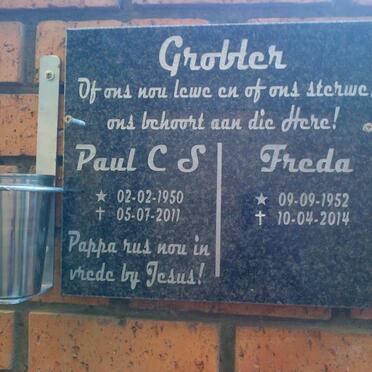 Grobler
Of ons nou lewe en of ons sterwe,
ons behoort aan die Here!
Paul C S
★ 02-02-1950
✝ 05-07-2011
Pappa rus nou in
vrede by Jesus!
Freda
★ 09-09-1952
✝ 10-04-2014